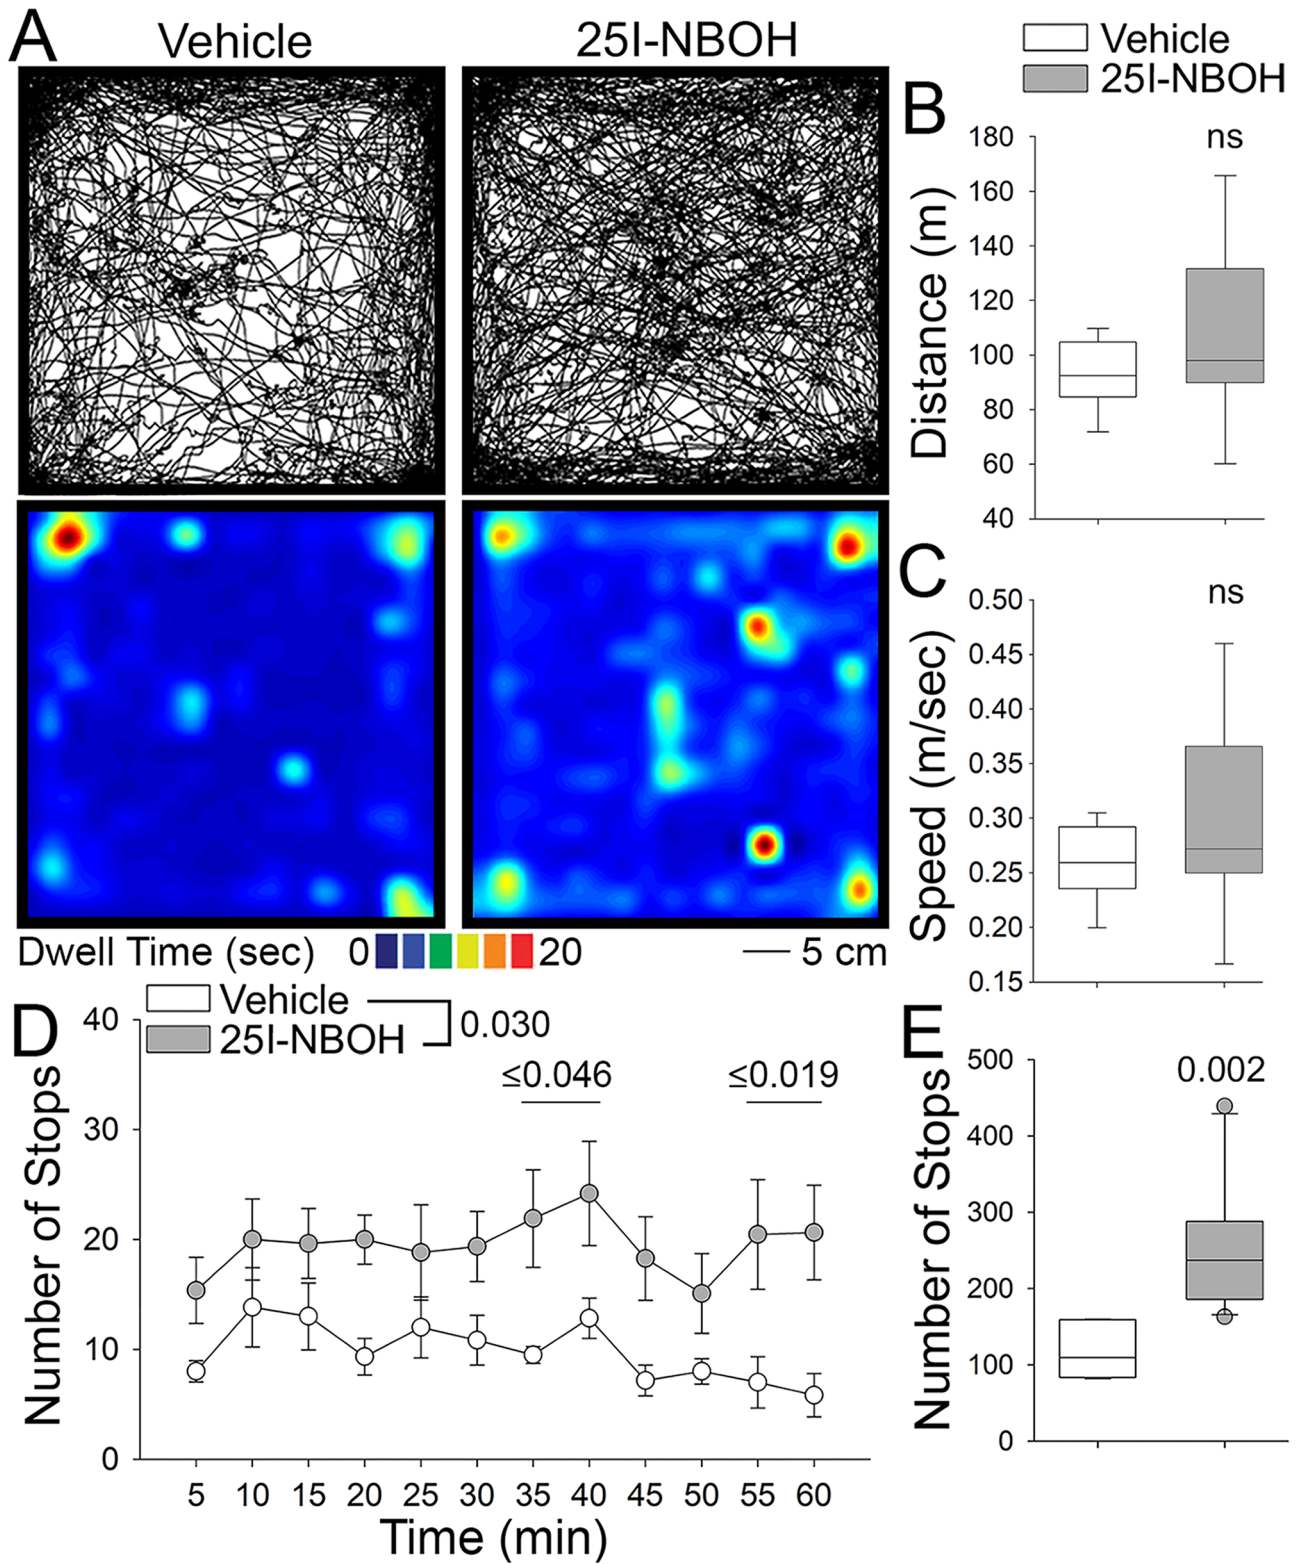 A
Vehicle
25I-NBOH
Dwell Time (sec) 0 20
5 cm
Vehicle
25I-NBOH
B
ns
Distance (m)
180
160
140
120
100
80
60
40
C
ns
Speed (m/sec)
0.50
0.45
0.40
0.35
0.30
0.25
0.20
0.15
D
Vehicle
25I-NBOH
0.030
≤0.046
≤0.019
Number of Stops
40
30
20
10
0
5 10 15 20 25 30 35 40 45 50 55 60
Time (min)
E
0.002
Number of Stops
500
400
300
200
100
0